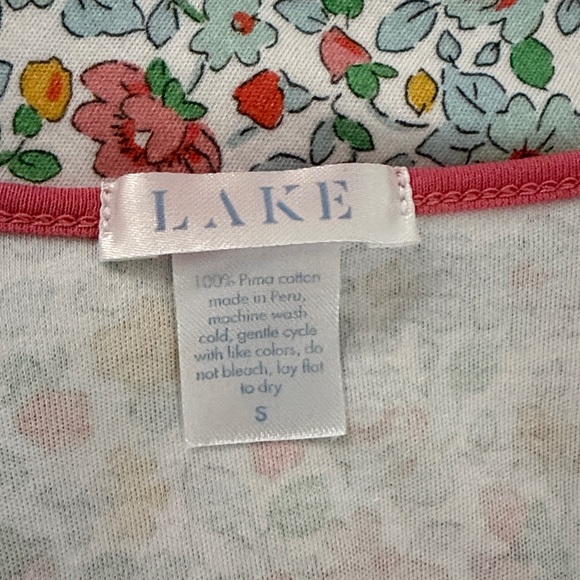 LAKE
100% Pima cotton
made in Peru,
machine wash
cold, gentle cycle
with like colors, do
not bleach, lay flat
to dry
S